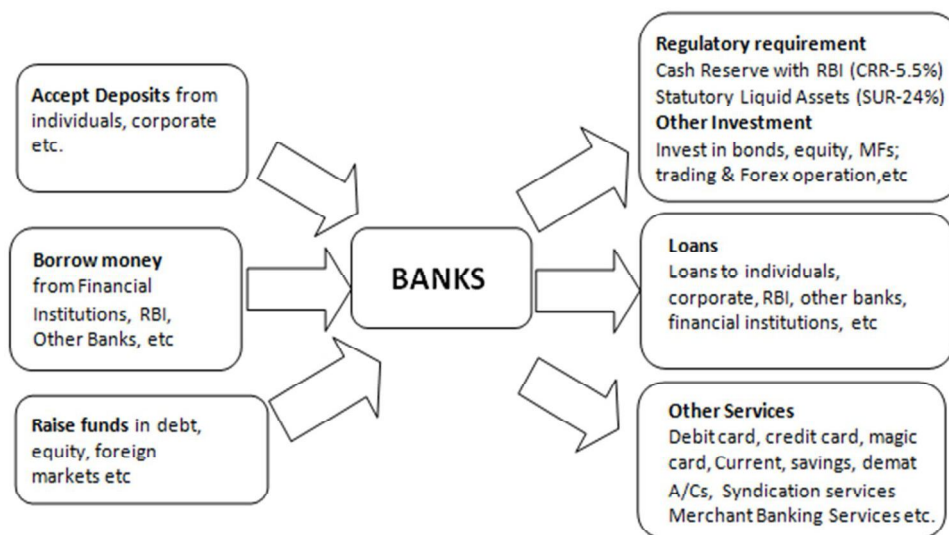 Accept Deposits from
individuals, corporate
etc.
Borrow money
from Financial
Institutions, RBI,
Other Banks, etc
Raise funds in debt,
equity, foreign
markets etc
BANKS
Regulatory requirement
Cash Reserve with RBI (CRR-5.5%)
Statutory Liquid Assets (SUR-24%)
Other Investment
Invest in bonds, equity, MFs;
trading & Forex operation,etc
Loans
Loans to individuals,
corporate, RBI, other banks,
financial institutions, etc
Other Services
Debit card, credit card, magic
card, Current, savings, demat
A/Cs, Syndication services
Merchant Banking Services etc.